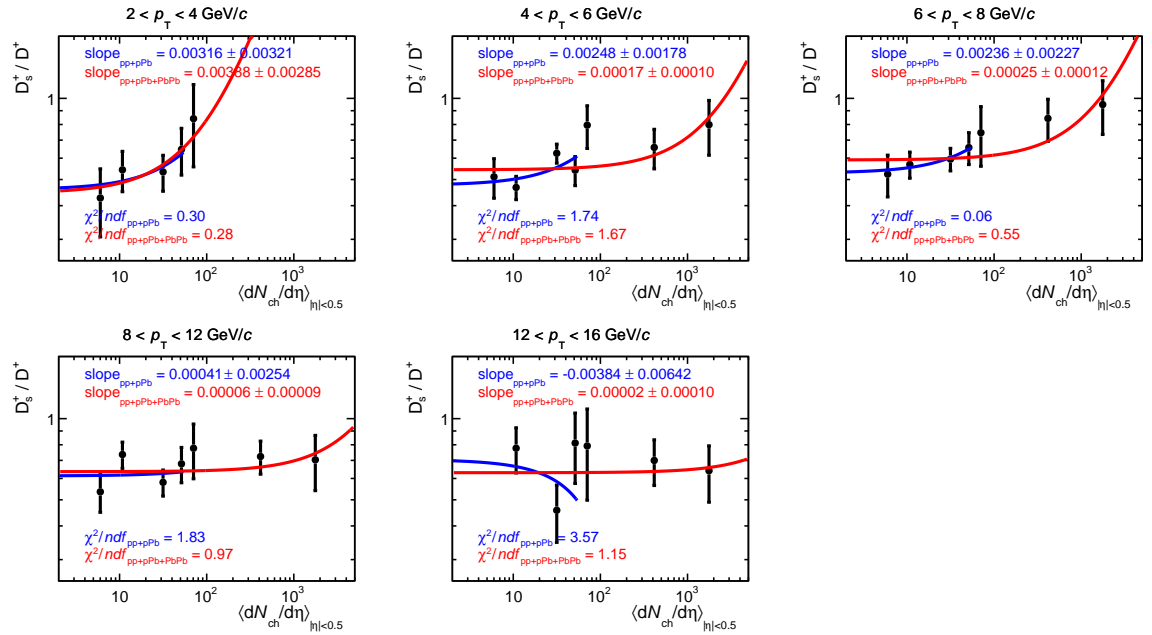 2 < p_T < 4 GeV/c
D_s^+ / D^+
1
slope_pp+pPb = 0.00316 ± 0.00321
slope_pp+pPb+PbPb = 0.00338 ± 0.00285
χ²/ndf_pp+pPb = 0.30
χ²/ndf_pp+pPb+PbPb = 0.28
10 10² 10³
⟨dN_ch/dη⟩_|η|<0.5
4 < p_T < 6 GeV/c
D_s^+ / D^+
1
slope_pp+pPb = 0.00248 ± 0.00178
slope_pp+pPb+PbPb = 0.00017 ± 0.00010
χ²/ndf_pp+pPb = 1.74
χ²/ndf_pp+pPb+PbPb = 1.67
10 10² 10³
⟨dN_ch/dη⟩_|η|<0.5
6 < p_T < 8 GeV/c
D_s^+ / D^+
1
slope_pp+pPb = 0.00236 ± 0.00227
slope_pp+pPb+PbPb = 0.00025 ± 0.00012
χ²/ndf_pp+pPb = 0.06
χ²/ndf_pp+pPb+PbPb = 0.55
10 10² 10³
⟨dN_ch/dη⟩_|η|<0.5
8 < p_T < 12 GeV/c
D_s^+ / D^+
1
slope_pp+pPb = 0.00041 ± 0.00254
slope_pp+pPb+PbPb = 0.00006 ± 0.00009
χ²/ndf_pp+pPb = 1.83
χ²/ndf_pp+pPb+PbPb = 0.97
10 10² 10³
⟨dN_ch/dη⟩_|η|<0.5
12 < p_T < 16 GeV/c
D_s^+ / D^+
1
slope_pp+pPb = -0.00384 ± 0.00642
slope_pp+pPb+PbPb = 0.00002 ± 0.00010
χ²/ndf_pp+pPb = 3.57
χ²/ndf_pp+pPb+PbPb = 1.15
10 10² 10³
⟨dN_ch/dη⟩_|η|<0.5